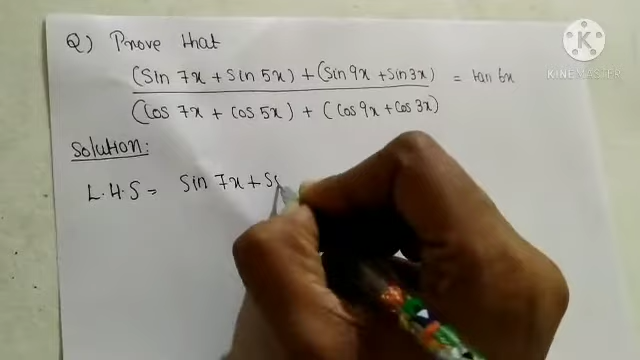 Q) Prove that
(Sin 7x + Sin 5x) + (Sin 9x + Sin 3x) = tan 6x
(Cos 7x + Cos 5x) + (Cos 9x + Cos 3x)
Solution:
L.H.S = Sin 7x + Si
KINEMASTER